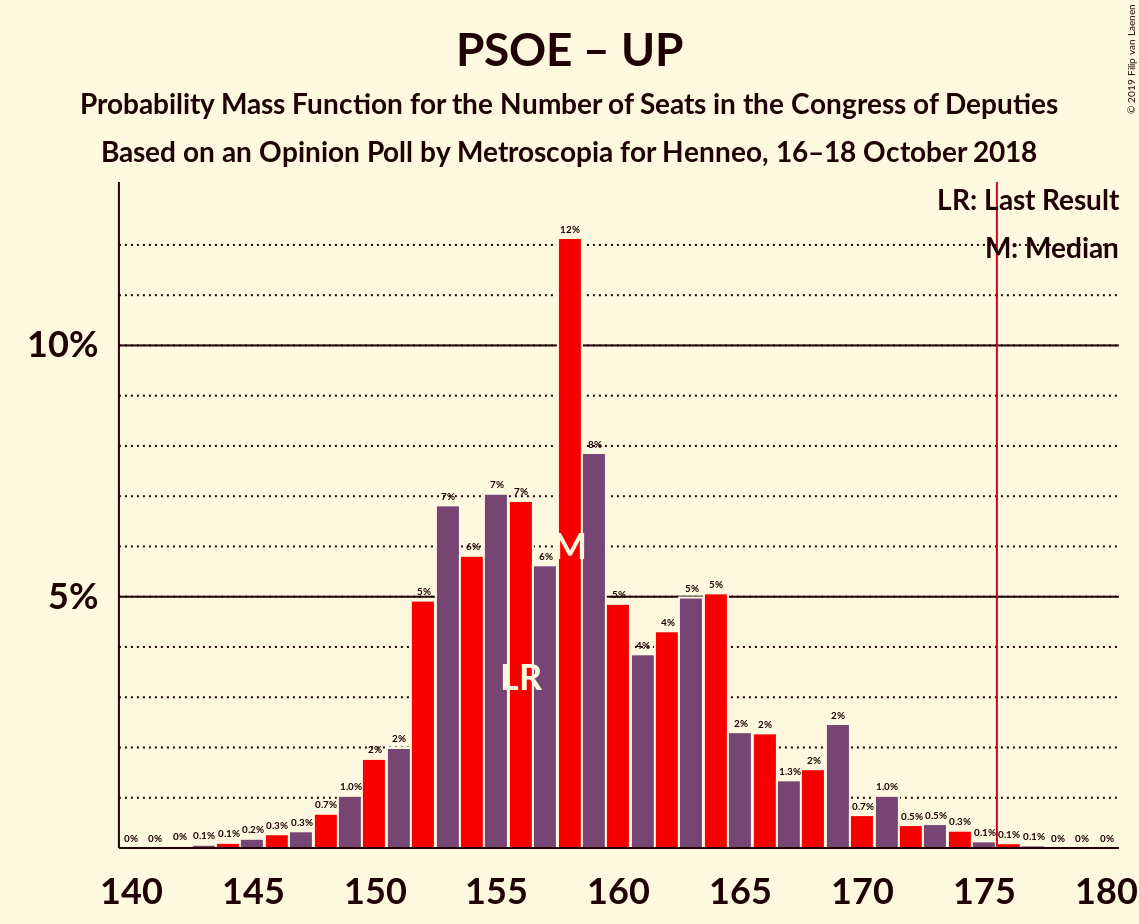 PSOE – UP
Probability Mass Function for the Number of Seats in the Congress of Deputies
Based on an Opinion Poll by Metroscopia for Henneo, 16–18 October 2018
© 2019 Filip van Laenen
LR: Last Result
M: Median
10%
5%
0% 0% 0% 0.1% 0.1% 0.2% 0.3% 0.3% 0.7% 1.0% 2% 2% 5% 7% 6% 7% 7% 6% 12% 8% 5% 4% 4% 5% 5% 2% 2% 1.3% 2% 2% 0.7% 1.0% 0.5% 0.5% 0.3% 0.1% 0.1% 0.1% 0% 0% 0%
M
LR
140 145 150 155 160 165 170 175 180